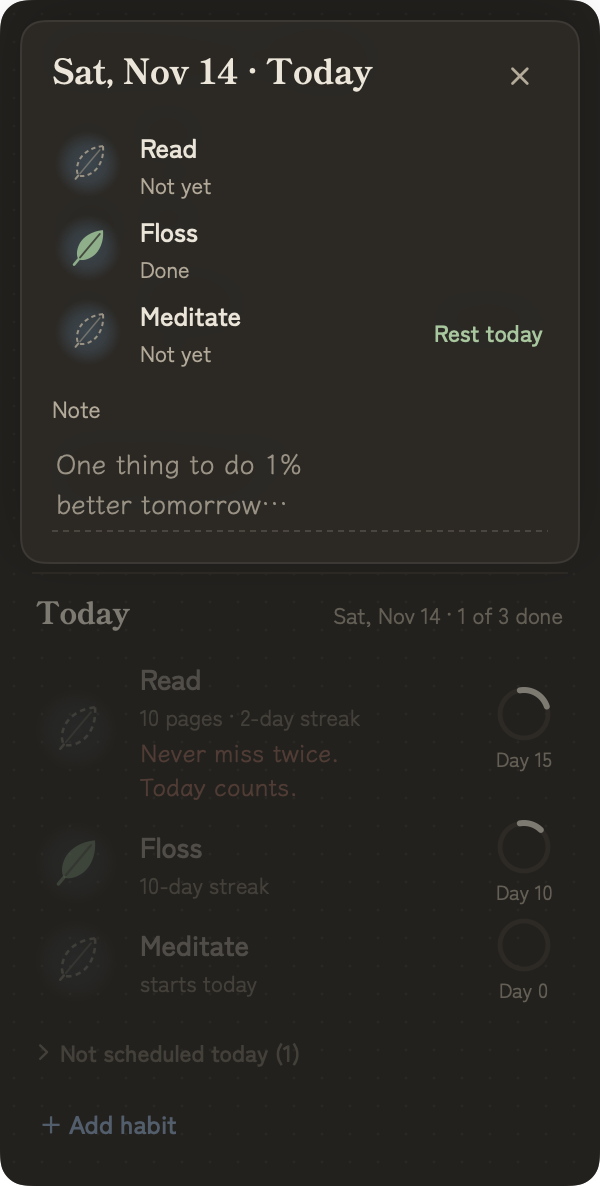 Sat, Nov 14 · Today
Read
Not yet
Floss
Done
Meditate
Not yet
Rest today
Note
One thing to do 1%
better tomorrow···
Today
Sat, Nov 14 · 1 of 3 done
Read
10 pages · 2-day streak
Never miss twice.
Today counts.
Day 15
Floss
10-day streak
Day 10
Meditate
starts today
Day 0
Not scheduled today (1)
+ Add habit